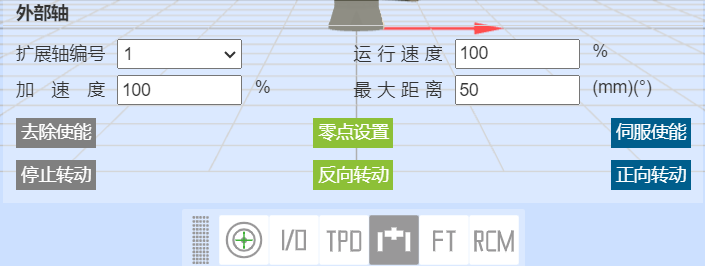 外部轴
扩展轴编号 1 运行速度 100 %
加速度 100 % 最大距离 50 (mm)(°)
去除使能 零点设置 伺服使能
停止转动 反向转动 正向转动
I/O TPD FT RCM